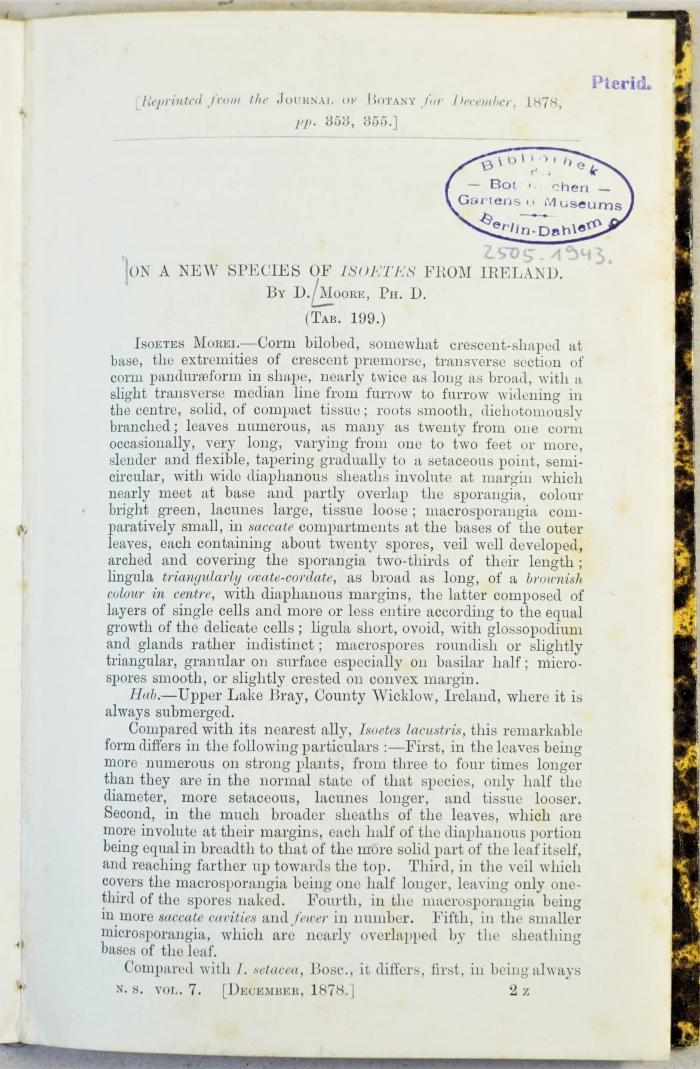 Pterid.
[Reprinted from the JOURNAL OF BOTANY for December, 1878,
pp. 353, 355.]
Bibliothek
Bot chen
Gartens u Museums
Berlin-Dahlem
2505.1943.
ON A NEW SPECIES OF ISOETES FROM IRELAND.
BY D. MOORE, PH. D.
(TAB. 199.)
ISOETES MOREI.—Corm bilobed, somewhat crescent-shaped at
base, the extremities of crescent præmorse, transverse section of
corm panduræform in shape, nearly twice as long as broad, with a
slight transverse median line from furrow to furrow widening in
the centre, solid, of compact tissue; roots smooth, dichotomously
branched; leaves numerous, as many as twenty from one corm
occasionally, very long, varying from one to two feet or more,
slender and flexible, tapering gradually to a setaceous point, semi-
circular, with wide diaphanous sheaths involute at margin which
nearly meet at base and partly overlap the sporangia, colour
bright green, lacunes large, tissue loose; macrosporangia com-
paratively small, in saccate compartments at the bases of the outer
leaves, each containing about twenty spores, veil well developed,
arched and covering the sporangia two-thirds of their length;
lingula triangularly ovate-cordate, as broad as long, of a brownish
colour in centre, with diaphanous margins, the latter composed of
layers of single cells and more or less entire according to the equal
growth of the delicate cells; ligula short, ovoid, with glossopodium
and glands rather indistinct; macrospores roundish or slightly
triangular, granular on surface especially on basilar half; micro-
spores smooth, or slightly crested on convex margin.
Hab.—Upper Lake Bray, County Wicklow, Ireland, where it is
always submerged.
Compared with its nearest ally, Isoetes lacustris, this remarkable
form differs in the following particulars:—First, in the leaves being
more numerous on strong plants, from three to four times longer
than they are in the normal state of that species, only half the
diameter, more setaceous, lacunes longer, and tissue looser.
Second, in the much broader sheaths of the leaves, which are
more involute at their margins, each half of the diaphanous portion
being equal in breadth to that of the more solid part of the leaf itself,
and reaching farther up towards the top. Third, in the veil which
covers the macrosporangia being one half longer, leaving only one-
third of the spores naked. Fourth, in the macrosporangia being
in more saccate cavities and fewer in number. Fifth, in the smaller
microsporangia, which are nearly overlapped by the sheathing
bases of the leaf.
Compared with I. setacea, Bosc., it differs, first, in being always
N. S. VOL. 7. [DECEMBER, 1878.] 2 Z